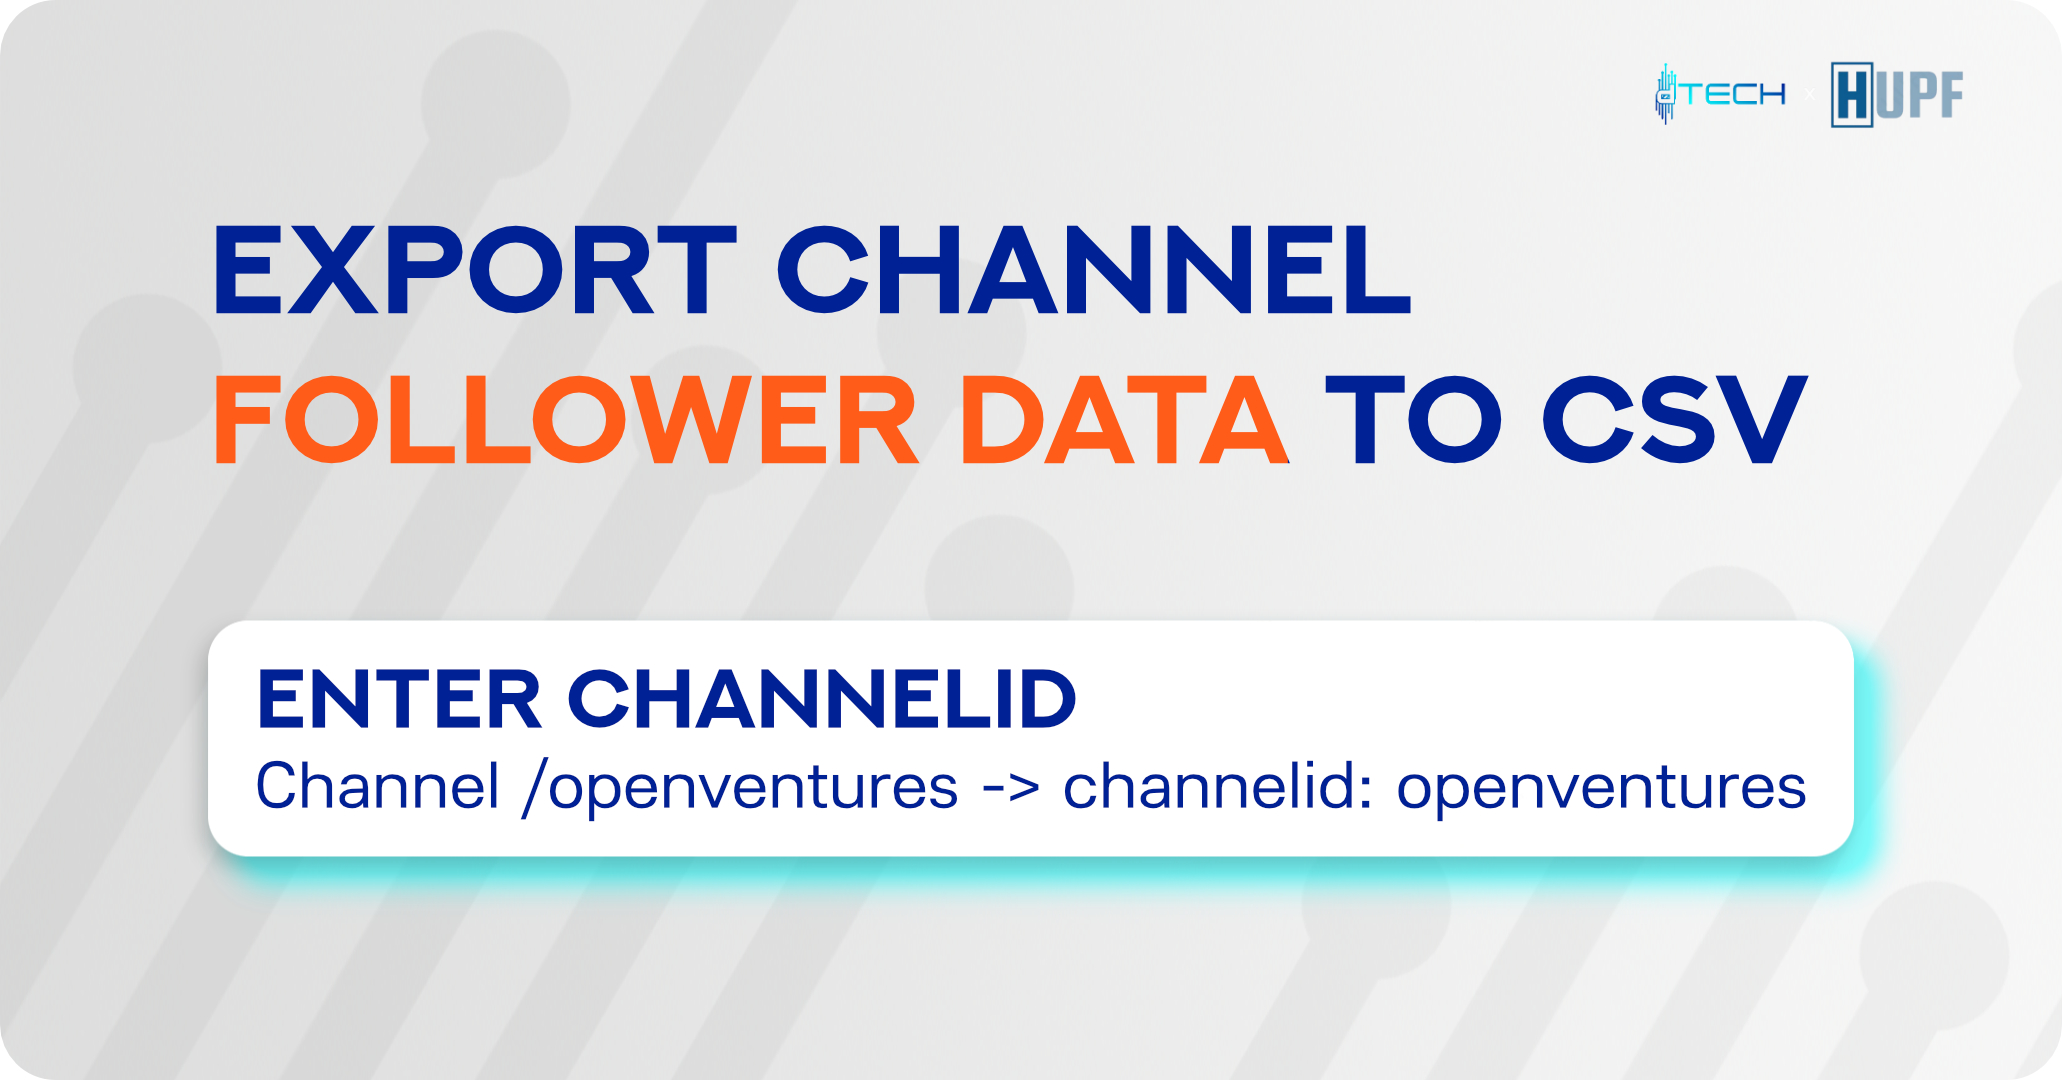 TECH x HUPF
EXPORT CHANNEL
FOLLOWER DATA TO CSV
ENTER CHANNELID
Channel /openventures -> channelid: openventures